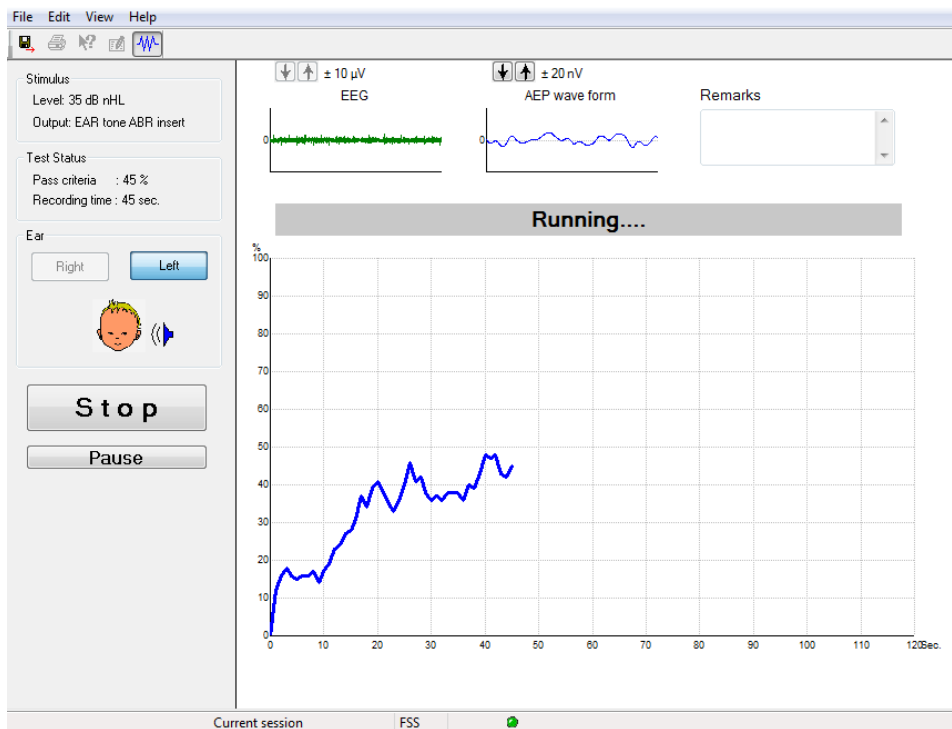 File Edit View Help
Stimulus
Level: 35 dB nHL
Output: EAR tone ABR insert
Test Status
Pass criteria : 45 %
Recording time : 45 sec.
Ear
Right Left
Stop
Pause
± 10 µV
EEG
0
± 20 nV
AEP wave form
0
Remarks
Running....
%
100
90
80
70
60
50
40
30
20
10
0
0 10 20 30 40 50 60 70 80 90 100 110 120Sec.
Current session FSS